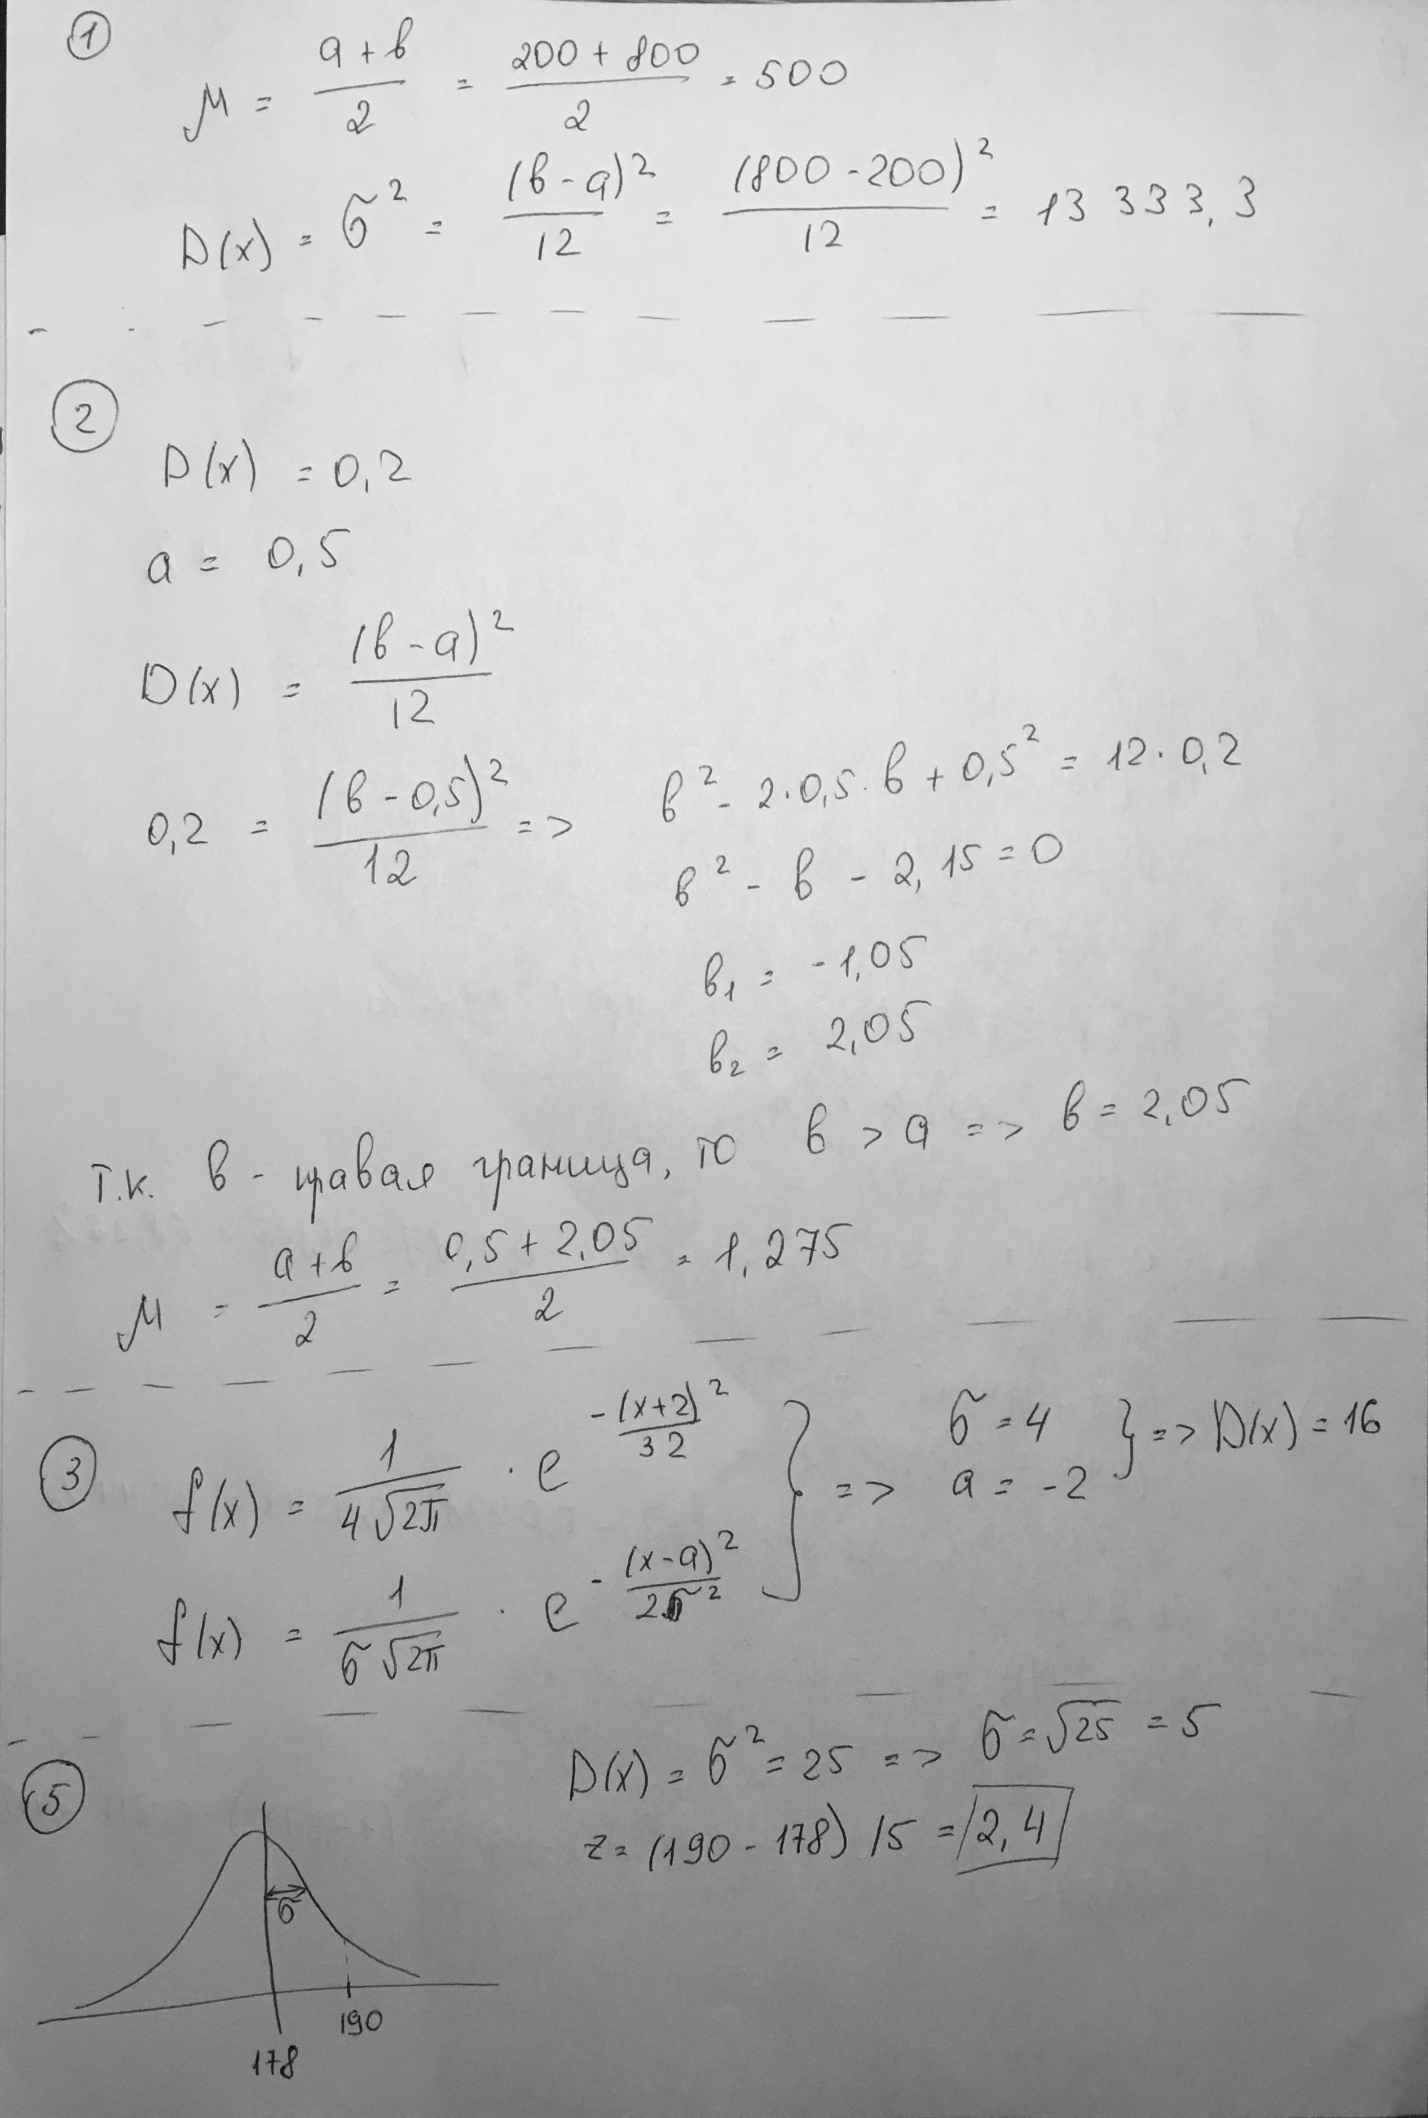 1
M = (a+b)/2 = (200+800)/2 = 500
D(x) = σ² = (b-a)²/12 = (800-200)²/12 = 13 333,3
2
D(x) = 0,2
a = 0,5
D(x) = (b-a)²/12
0,2 = (b-0,5)²/12 => b² - 2·0,5·b + 0,5² = 12·0,2
b² - b - 2,15 = 0
b₁ = -1,05
b₂ = 2,05
т.к. b - правая граница, то b > a => b = 2,05
M = (a+b)/2 = (0,5+2,05)/2 = 1,275
3
f(x) = 1/(4√2π) · e^(-(x+2)²/32)
f(x) = 1/(σ√2π) · e^(-(x-a)²/2σ²)
} => σ = 4
a = -2
} => D(x) = 16
5
D(x) = σ² = 25 => σ = √25 = 5
z = (190 - 178) /5 = 2,4
σ
190
178